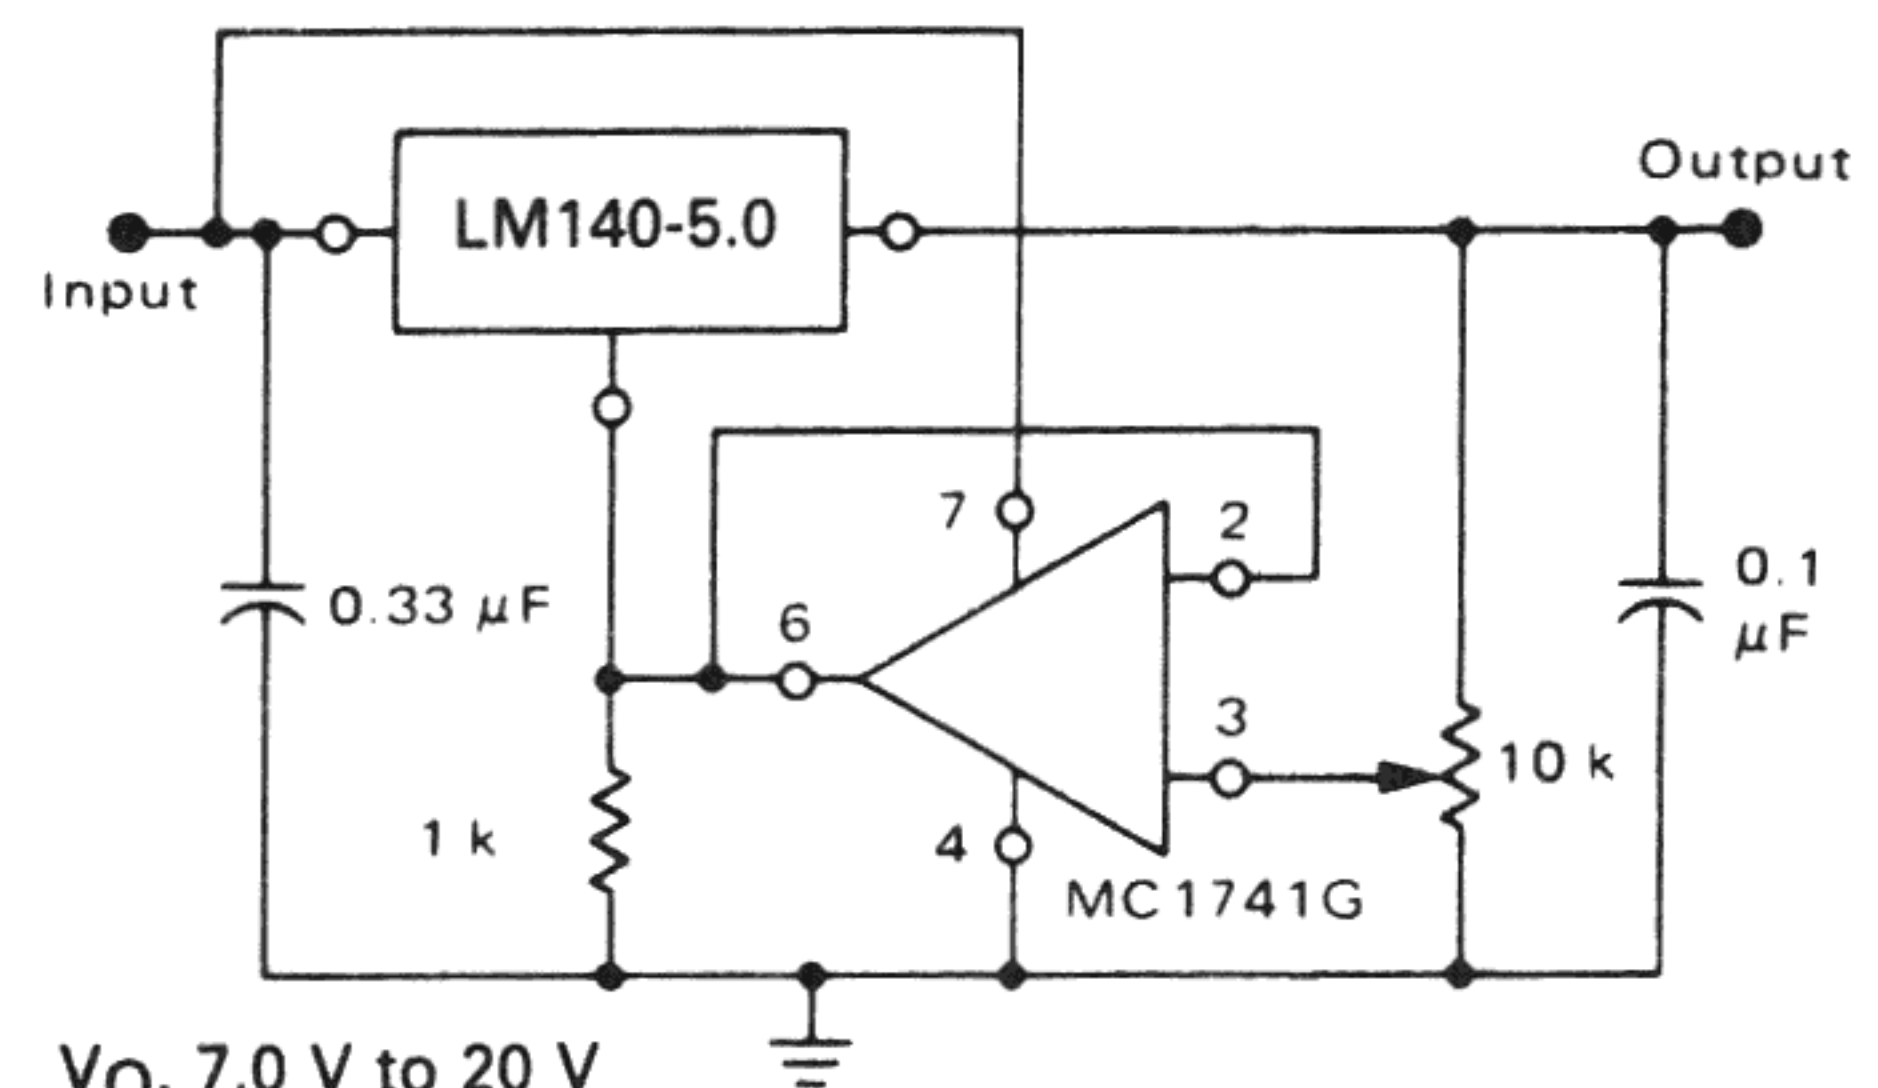 LM140-5.0
Output
Input
7
2
0.33 µF
6
0.1
µF
3
10 k
1 k
4
MC1741G
VO, 7.0 V to 20 V